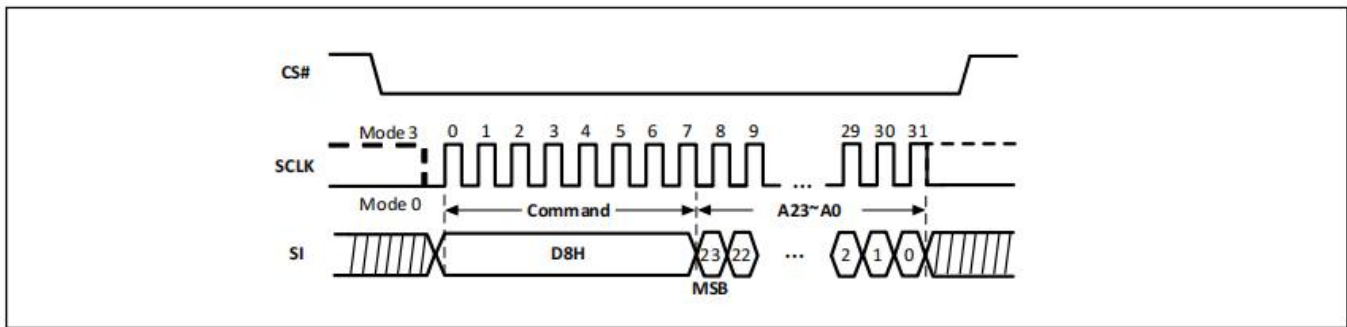 CS#
Mode 3 0 1 2 3 4 5 6 7 8 9 29 30 31
SCLK ...
Mode 0
Command A23~A0
SI D8H 23 22 ... 2 1 0
MSB